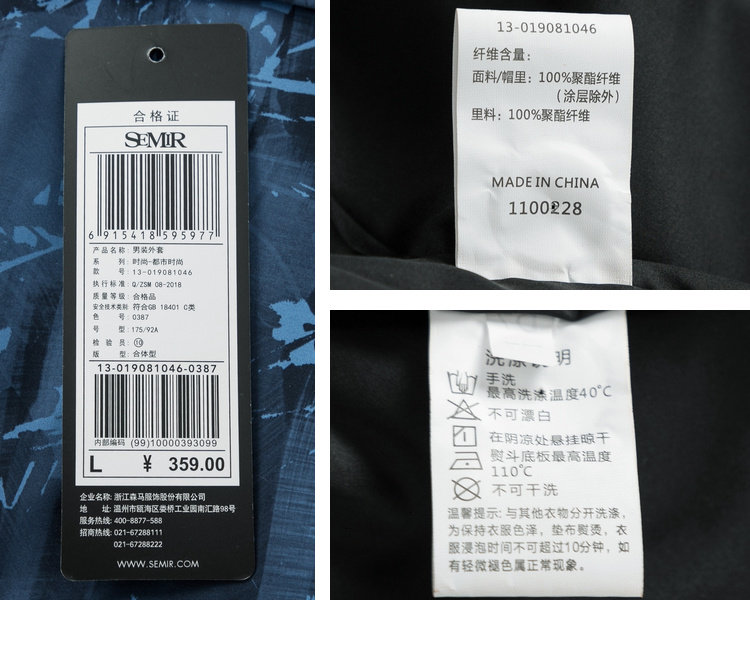 合格证
SEMIR
6 915418 595977
产品名称: 男装外套
系 列: 时尚-都市时尚
款 号: 13-019081046
执行标准: Q/ZSM 08-2018
质量等级: 合格品
安全技术类别: 符合GB 18401 C类
色 号: 0387
号 型: 175/92A
检 验 员: ⑩
版 型: 合体型
13-019081046-0387
内部编码 (99)10000393099
L ¥ 359.00
企业名称: 浙江森马服饰股份有限公司
地 址: 温州市瓯海区娄桥工业园南汇路98号
服务热线: 400-8877-588
招商热线: 021-67288111
021-67288222
WWW.SEMIR.COM
13-019081046
纤维含量:
面料/帽里: 100%聚酯纤维
(涂层除外)
里料: 100%聚酯纤维
MADE IN CHINA
1100228
洗涤说明
手洗
最高洗涤温度40°C
不可漂白
在阴凉处悬挂晾干
熨斗底板最高温度
110°C
不可干洗
温馨提示: 与其他衣物分开洗涤,
为保持衣服色泽, 垫布熨烫, 衣
服浸泡时间不可超过10分钟, 如
有轻微褪色属正常现象。